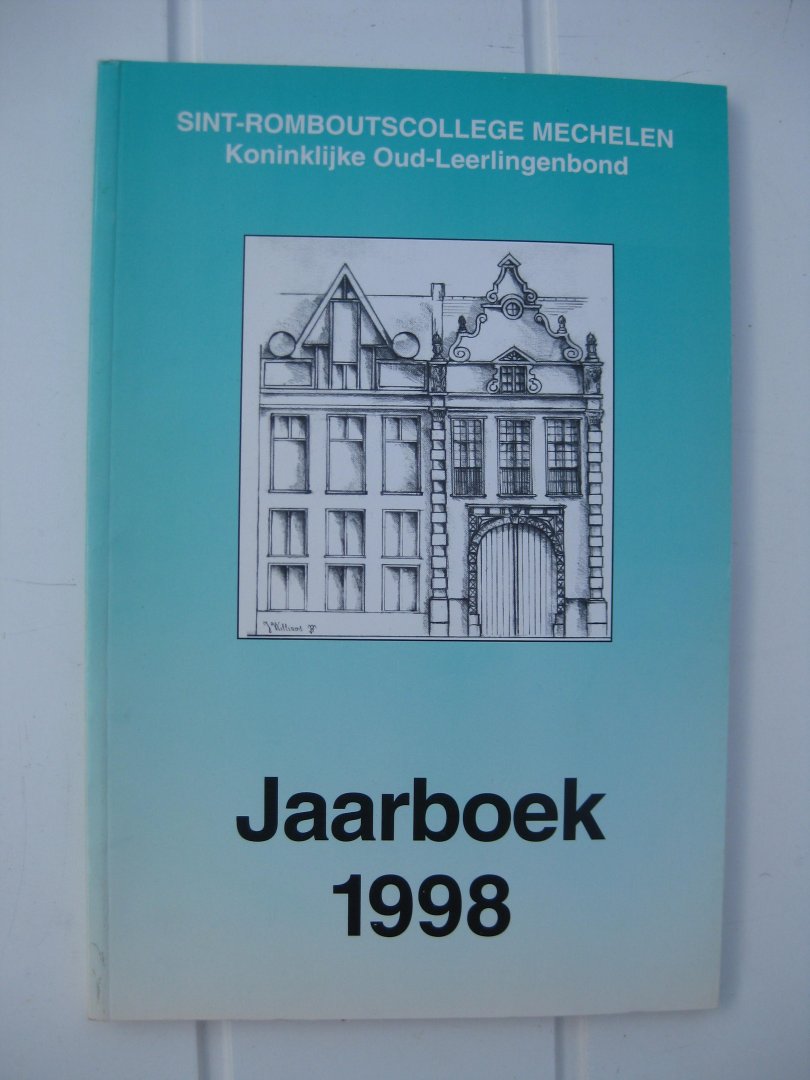 SINT-ROMBOUTSCOLLEGE MECHELEN
Koninklijke Oud-Leerlingenbond
Jaarboek
1998